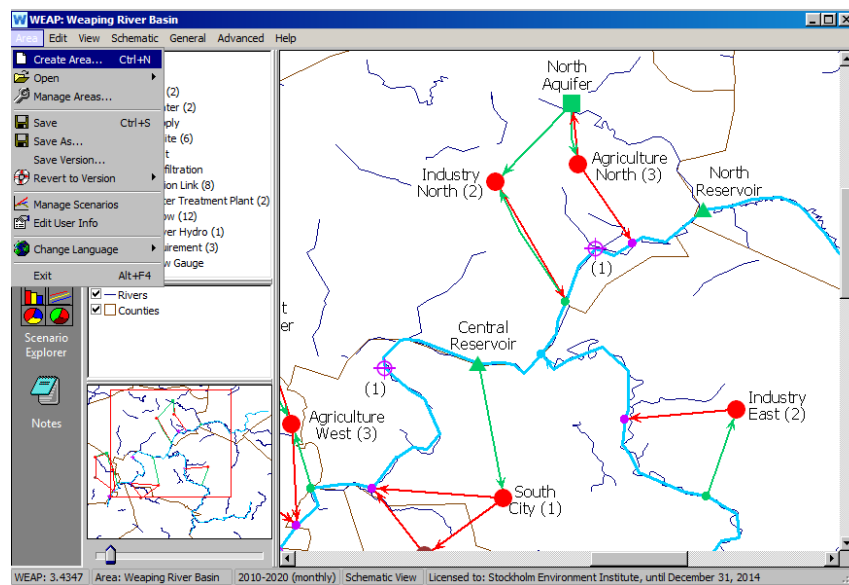 WEAP: Weaping River Basin
Area Edit View Schematic General Advanced Help
Create Area... Ctrl+N
Open
Manage Areas...
Save Ctrl+S
Save As...
Save Version...
Revert to Version
Manage Scenarios
Edit User Info
Change Language
Exit Alt+F4
(2)
ter (2)
pply
ite (6)
t
filtration
ion Link (8)
ter Treatment Plant (2)
ow (12)
ver Hydro (1)
uirement (3)
w Gauge
Rivers
Counties
Scenario
Explorer
Notes
North
Aquifer
Industry
North (2)
Agriculture
North (3)
North
Reservoir
(1)
Central
Reservoir
(1)
t
er
Agriculture
West (3)
Industry
East (2)
South
City (1)
WEAP: 3.4347 Area: Weaping River Basin 2010-2020 (monthly) Schematic View Licensed to: Stockholm Environment Institute, until December 31, 2014